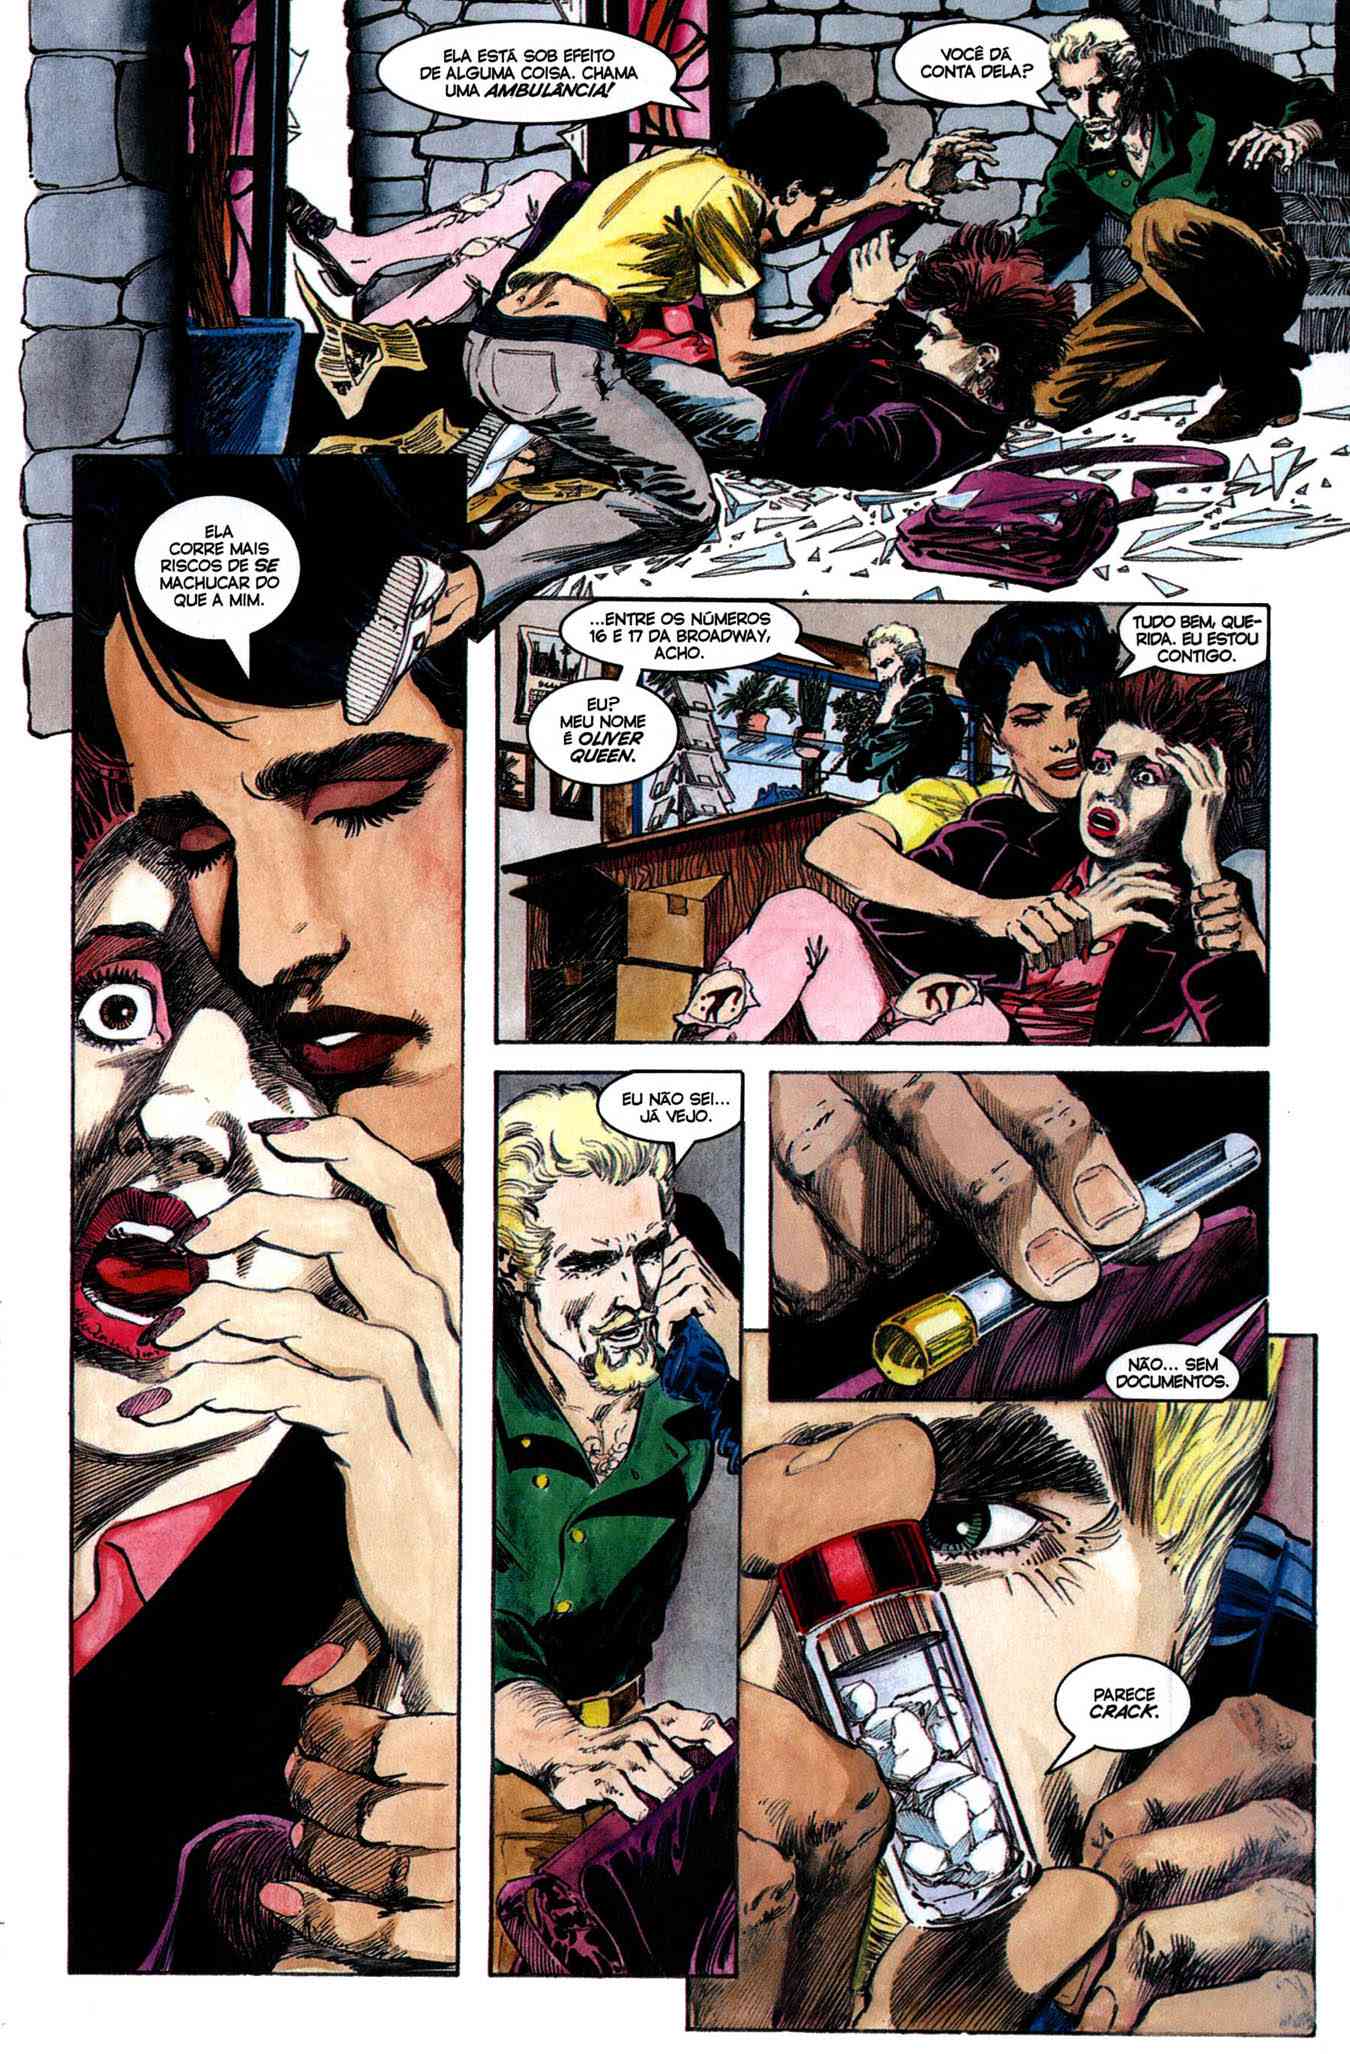 ELA ESTÁ SOB EFEITO
DE ALGUMA COISA. CHAMA
UMA AMBULÂNCIA!
VOCÊ DÁ
CONTA DELA?
ELA
CORRE MAIS
RISCOS DE SE
MACHUCAR DO
QUE A MIM.
...ENTRE OS NÚMEROS
16 E 17 DA BROADWAY,
ACHO.
EU?
MEU NOME
É OLIVER
QUEEN.
TUDO BEM, QUE-
RIDA. EU ESTOU
CONTIGO.
EU NÃO SEI...
JÁ VEJO.
NÃO... SEM
DOCUMENTOS.
PARECE
CRACK.